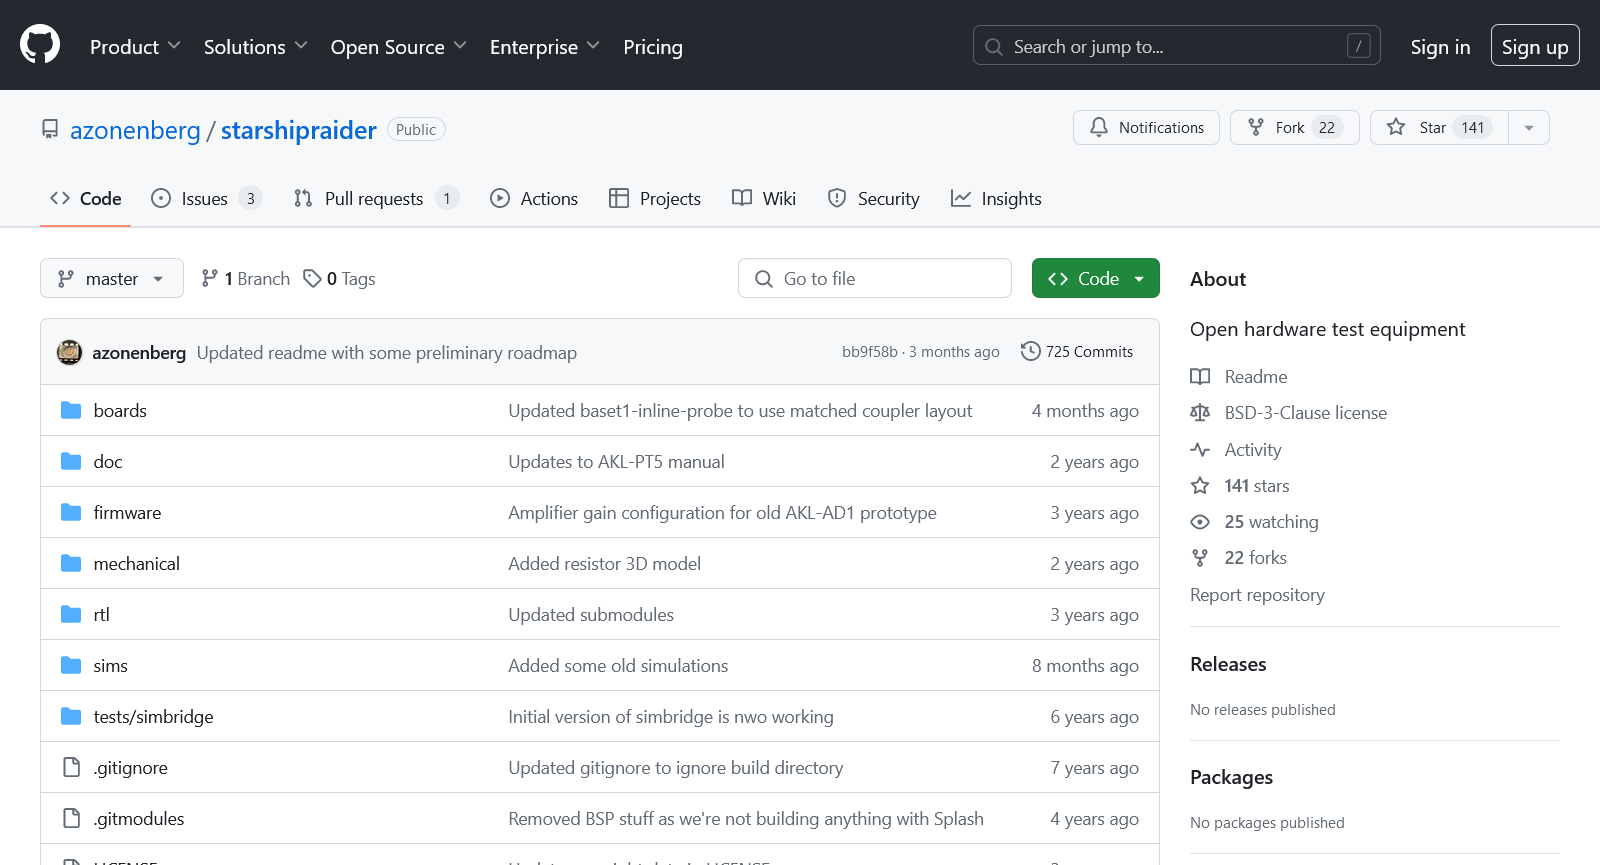 Product Solutions Open Source Enterprise Pricing Search or jump to... / Sign in Sign up
azonenberg / starshipraider Public Notifications Fork 22 Star 141
Code Issues 3 Pull requests 1 Actions Projects Wiki Security Insights
master 1 Branch 0 Tags Go to file Code
azonenberg Updated readme with some preliminary roadmap bb9f58b · 3 months ago 725 Commits
boards Updated baset1-inline-probe to use matched coupler layout 4 months ago
doc Updates to AKL-PT5 manual 2 years ago
firmware Amplifier gain configuration for old AKL-AD1 prototype 3 years ago
mechanical Added resistor 3D model 2 years ago
rtl Updated submodules 3 years ago
sims Added some old simulations 8 months ago
tests/simbridge Initial version of simbridge is nwo working 6 years ago
.gitignore Updated gitignore to ignore build directory 7 years ago
.gitmodules Removed BSP stuff as we're not building anything with Splash 4 years ago
About
Open hardware test equipment
Readme
BSD-3-Clause license
Activity
141 stars
25 watching
22 forks
Report repository
Releases
No releases published
Packages
No packages published